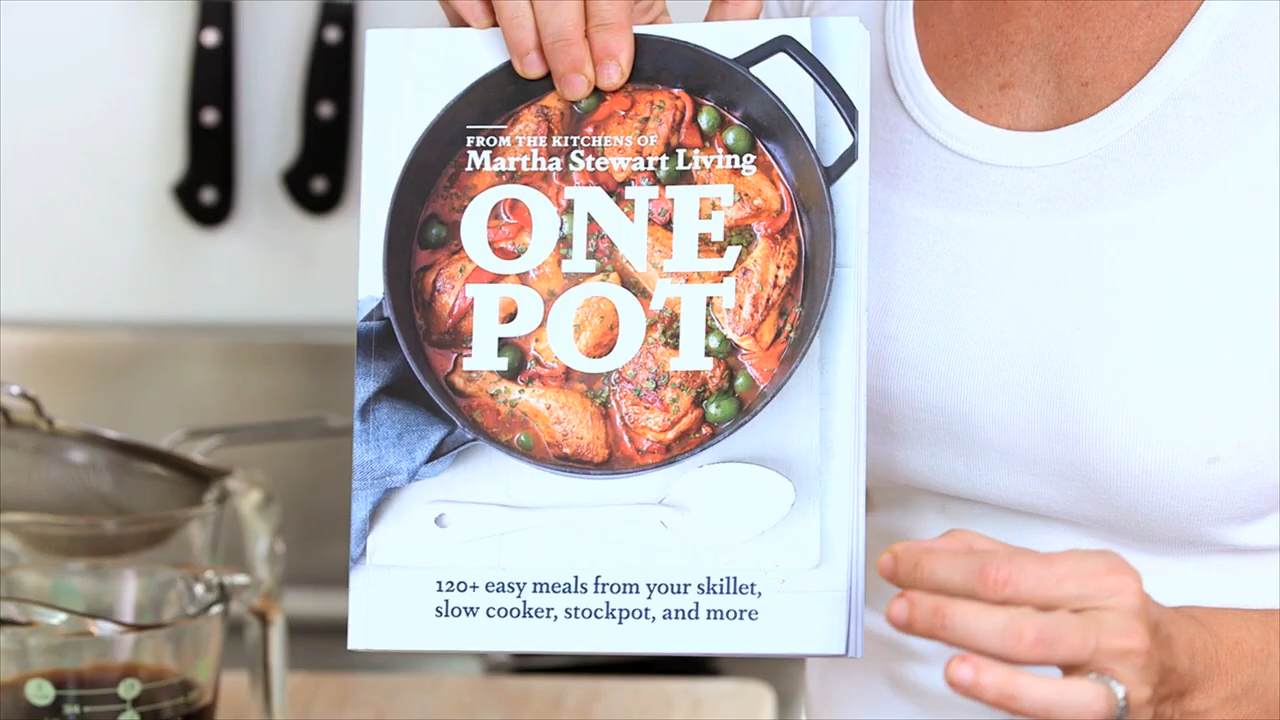 FROM THE KITCHENS OF
Martha Stewart Living
ONE
POT
120+ easy meals from your skillet,
slow cooker, stockpot, and more